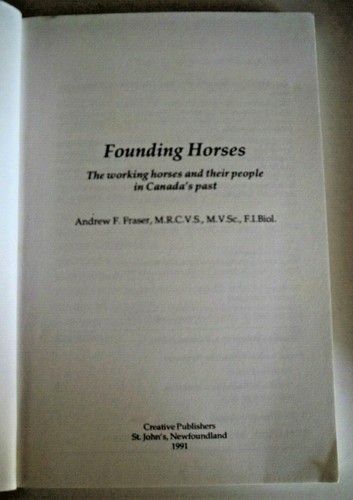 Founding Horses
The working horses and their people
in Canada's past
Andrew F. Fraser, M.R.C.V.S., M.V.Sc., F.I.Biol.
Creative Publishers
St. John's, Newfoundland
1991